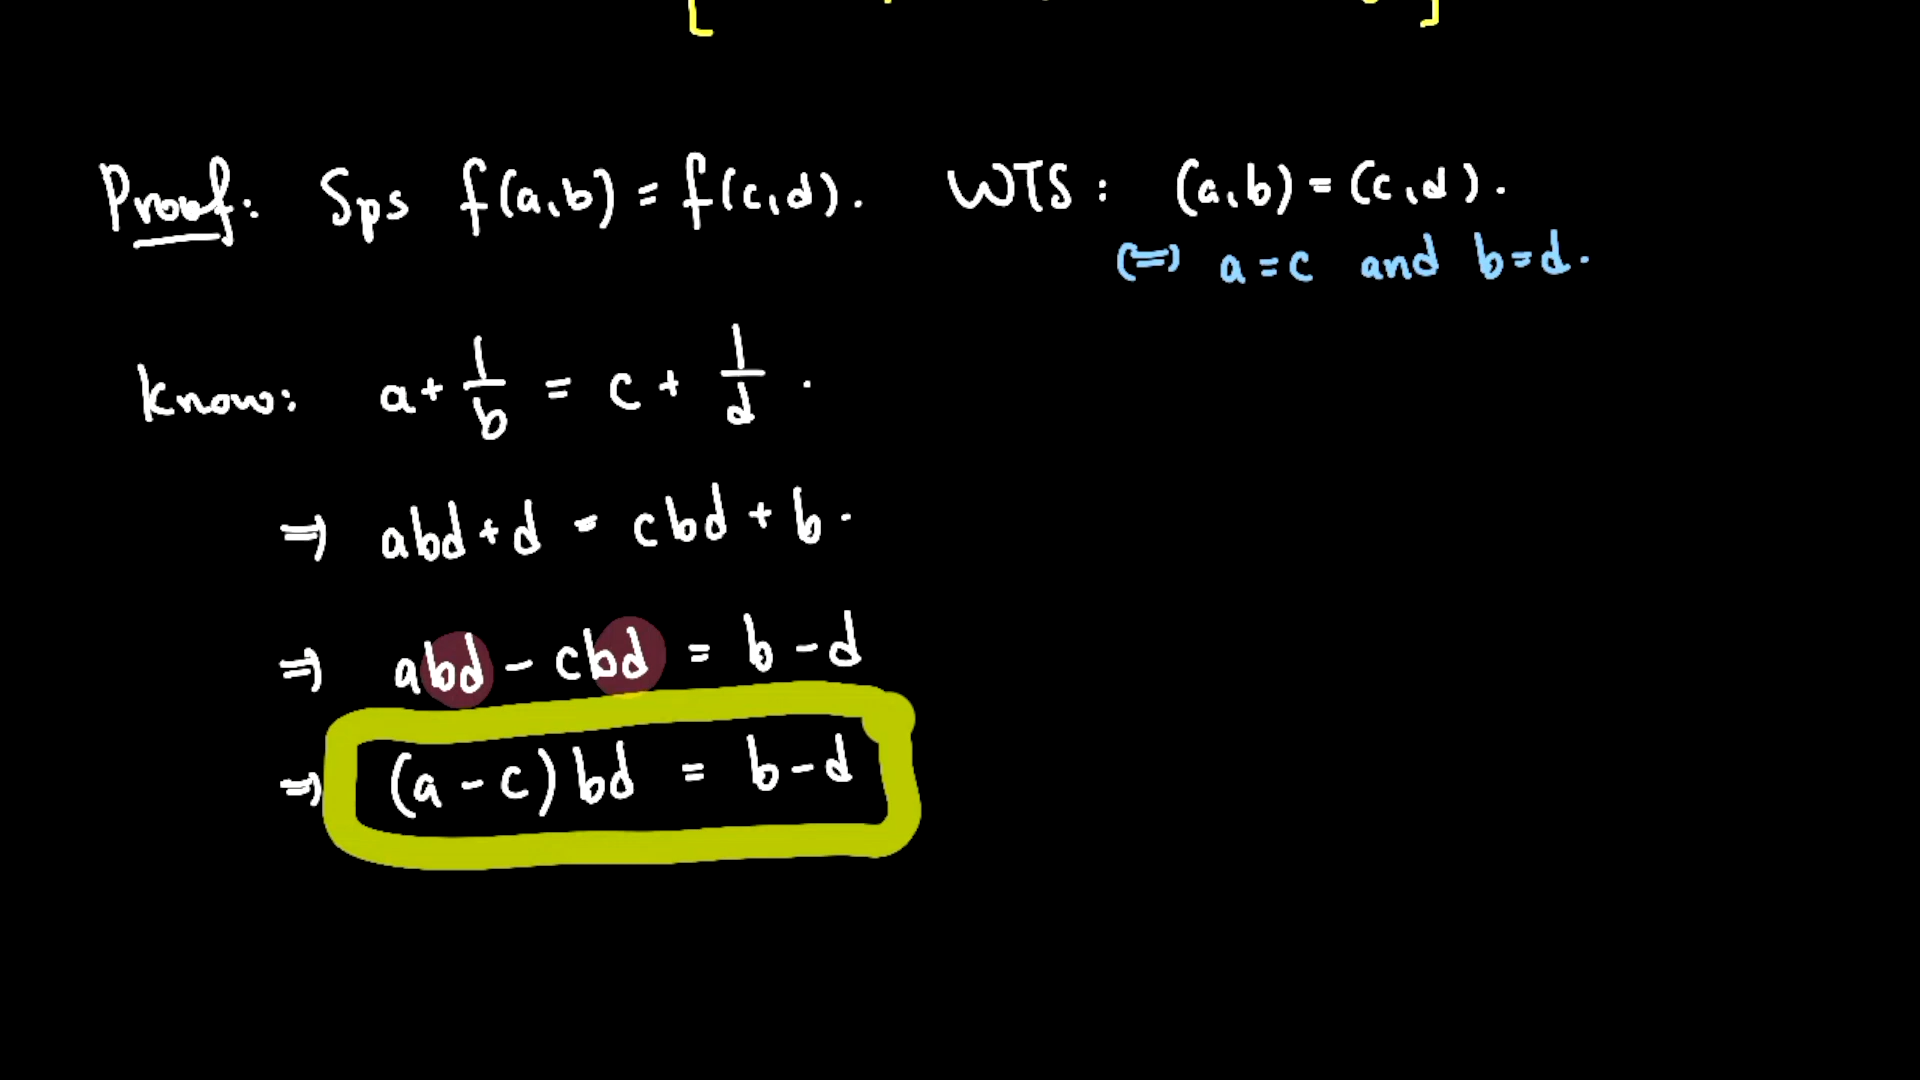 Proof: Sps f(a,b) = f(c,d). WTS: (a,b) = (c,d).
(=) a=c and b=d.
Know: a + 1/b = c + 1/d .
=) abd + d = cbd + b.
=) abd - cbd = b - d
=) (a - c) bd = b - d